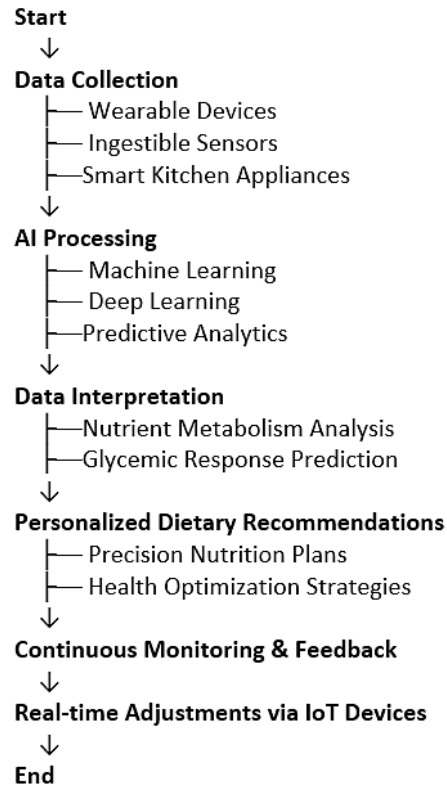 Start
Data Collection
Wearable Devices
Ingestible Sensors
Smart Kitchen Appliances
AI Processing
Machine Learning
Deep Learning
Predictive Analytics
Data Interpretation
Nutrient Metabolism Analysis
Glycemic Response Prediction
Personalized Dietary Recommendations
Precision Nutrition Plans
Health Optimization Strategies
Continuous Monitoring & Feedback
Real-time Adjustments via IoT Devices
End